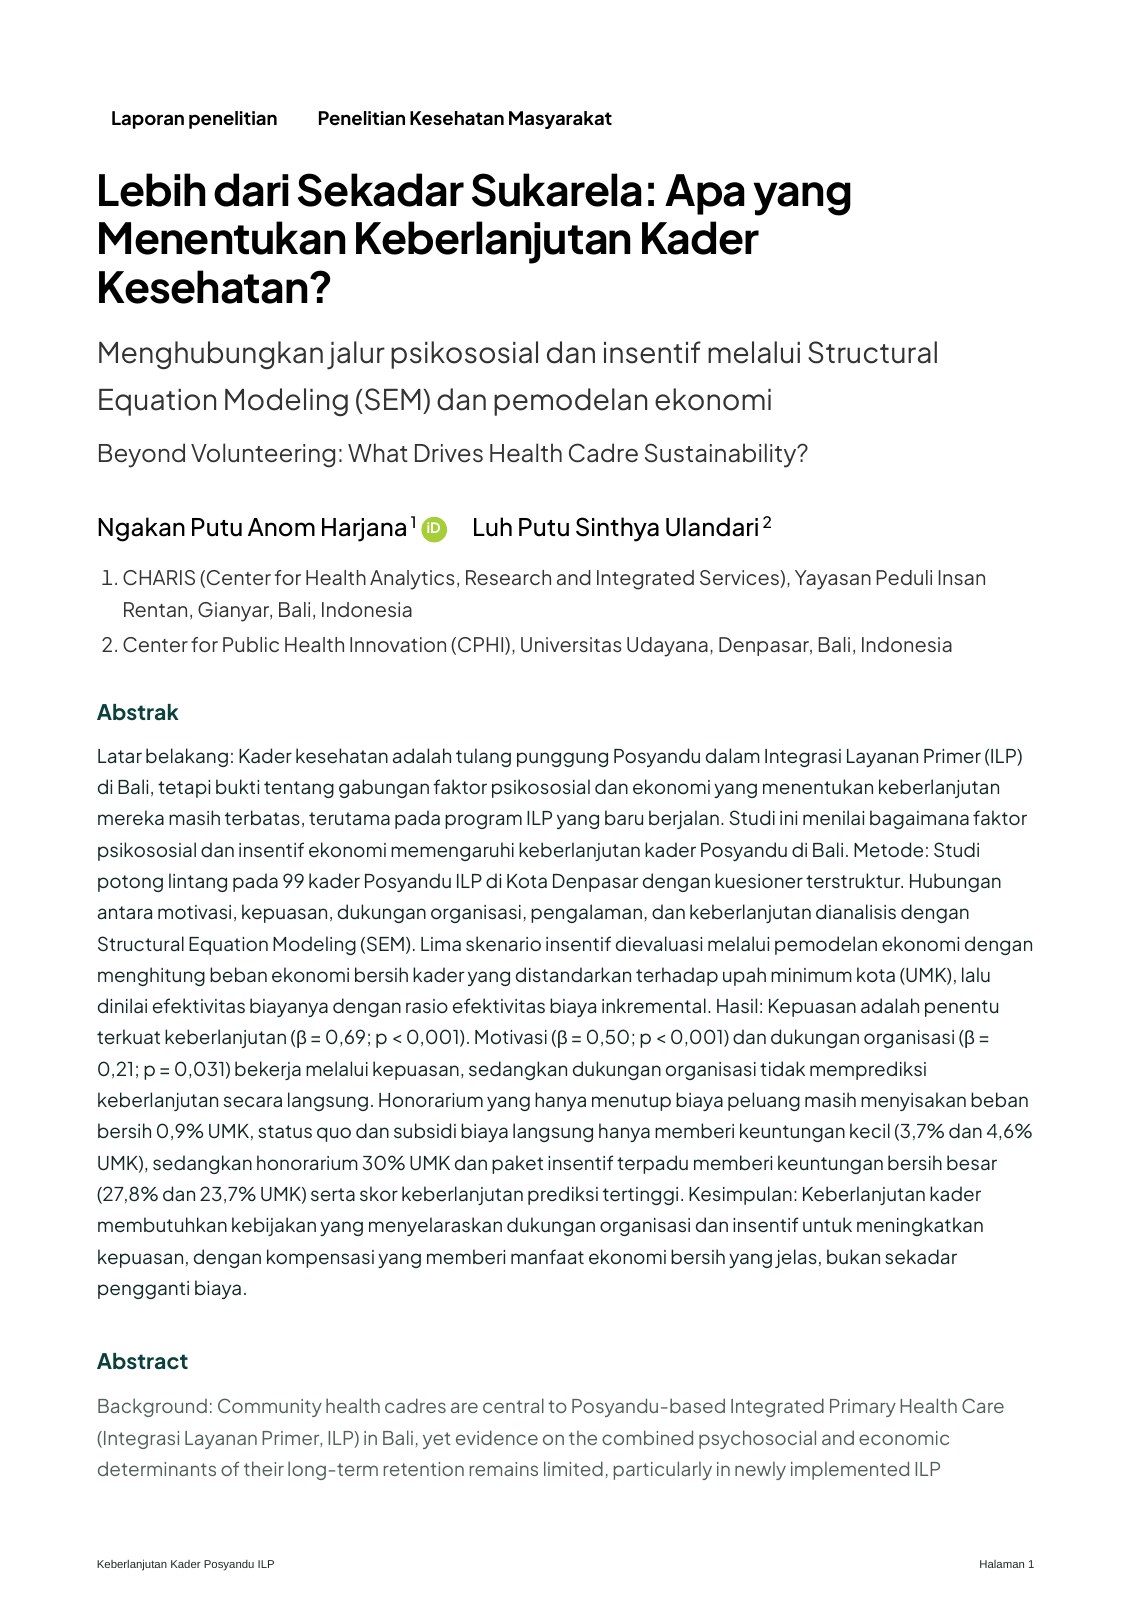 Laporan penelitian Penelitian Kesehatan Masyarakat
Lebih dari Sekadar Sukarela: Apa yang
Menentukan Keberlanjutan Kader
Kesehatan?
Menghubungkan jalur psikososial dan insentif melalui Structural
Equation Modeling (SEM) dan pemodelan ekonomi
Beyond Volunteering: What Drives Health Cadre Sustainability?
Ngakan Putu Anom Harjana 1 iD Luh Putu Sinthya Ulandari 2
1. CHARIS (Center for Health Analytics, Research and Integrated Services), Yayasan Peduli Insan
Rentan, Gianyar, Bali, Indonesia
2. Center for Public Health Innovation (CPHI), Universitas Udayana, Denpasar, Bali, Indonesia
Abstrak
Latar belakang: Kader kesehatan adalah tulang punggung Posyandu dalam Integrasi Layanan Primer (ILP)
di Bali, tetapi bukti tentang gabungan faktor psikososial dan ekonomi yang menentukan keberlanjutan
mereka masih terbatas, terutama pada program ILP yang baru berjalan. Studi ini menilai bagaimana faktor
psikososial dan insentif ekonomi memengaruhi keberlanjutan kader Posyandu di Bali. Metode: Studi
potong lintang pada 99 kader Posyandu ILP di Kota Denpasar dengan kuesioner terstruktur. Hubungan
antara motivasi, kepuasan, dukungan organisasi, pengalaman, dan keberlanjutan dianalisis dengan
Structural Equation Modeling (SEM). Lima skenario insentif dievaluasi melalui pemodelan ekonomi dengan
menghitung beban ekonomi bersih kader yang distandarkan terhadap upah minimum kota (UMK), lalu
dinilai efektivitas biayanya dengan rasio efektivitas biaya inkremental. Hasil: Kepuasan adalah penentu
terkuat keberlanjutan (β = 0,69; p < 0,001). Motivasi (β = 0,50; p < 0,001) dan dukungan organisasi (β =
0,21; p = 0,031) bekerja melalui kepuasan, sedangkan dukungan organisasi tidak memprediksi
keberlanjutan secara langsung. Honorarium yang hanya menutup biaya peluang masih menyisakan beban
bersih 0,9% UMK, status quo dan subsidi biaya langsung hanya memberi keuntungan kecil (3,7% dan 4,6%
UMK), sedangkan honorarium 30% UMK dan paket insentif terpadu memberi keuntungan bersih besar
(27,8% dan 23,7% UMK) serta skor keberlanjutan prediksi tertinggi. Kesimpulan: Keberlanjutan kader
membutuhkan kebijakan yang menyelaraskan dukungan organisasi dan insentif untuk meningkatkan
kepuasan, dengan kompensasi yang memberi manfaat ekonomi bersih yang jelas, bukan sekadar
pengganti biaya.
Abstract
Background: Community health cadres are central to Posyandu-based Integrated Primary Health Care
(Integrasi Layanan Primer, ILP) in Bali, yet evidence on the combined psychosocial and economic
determinants of their long-term retention remains limited, particularly in newly implemented ILP
Keberlanjutan Kader Posyandu ILP Halaman 1